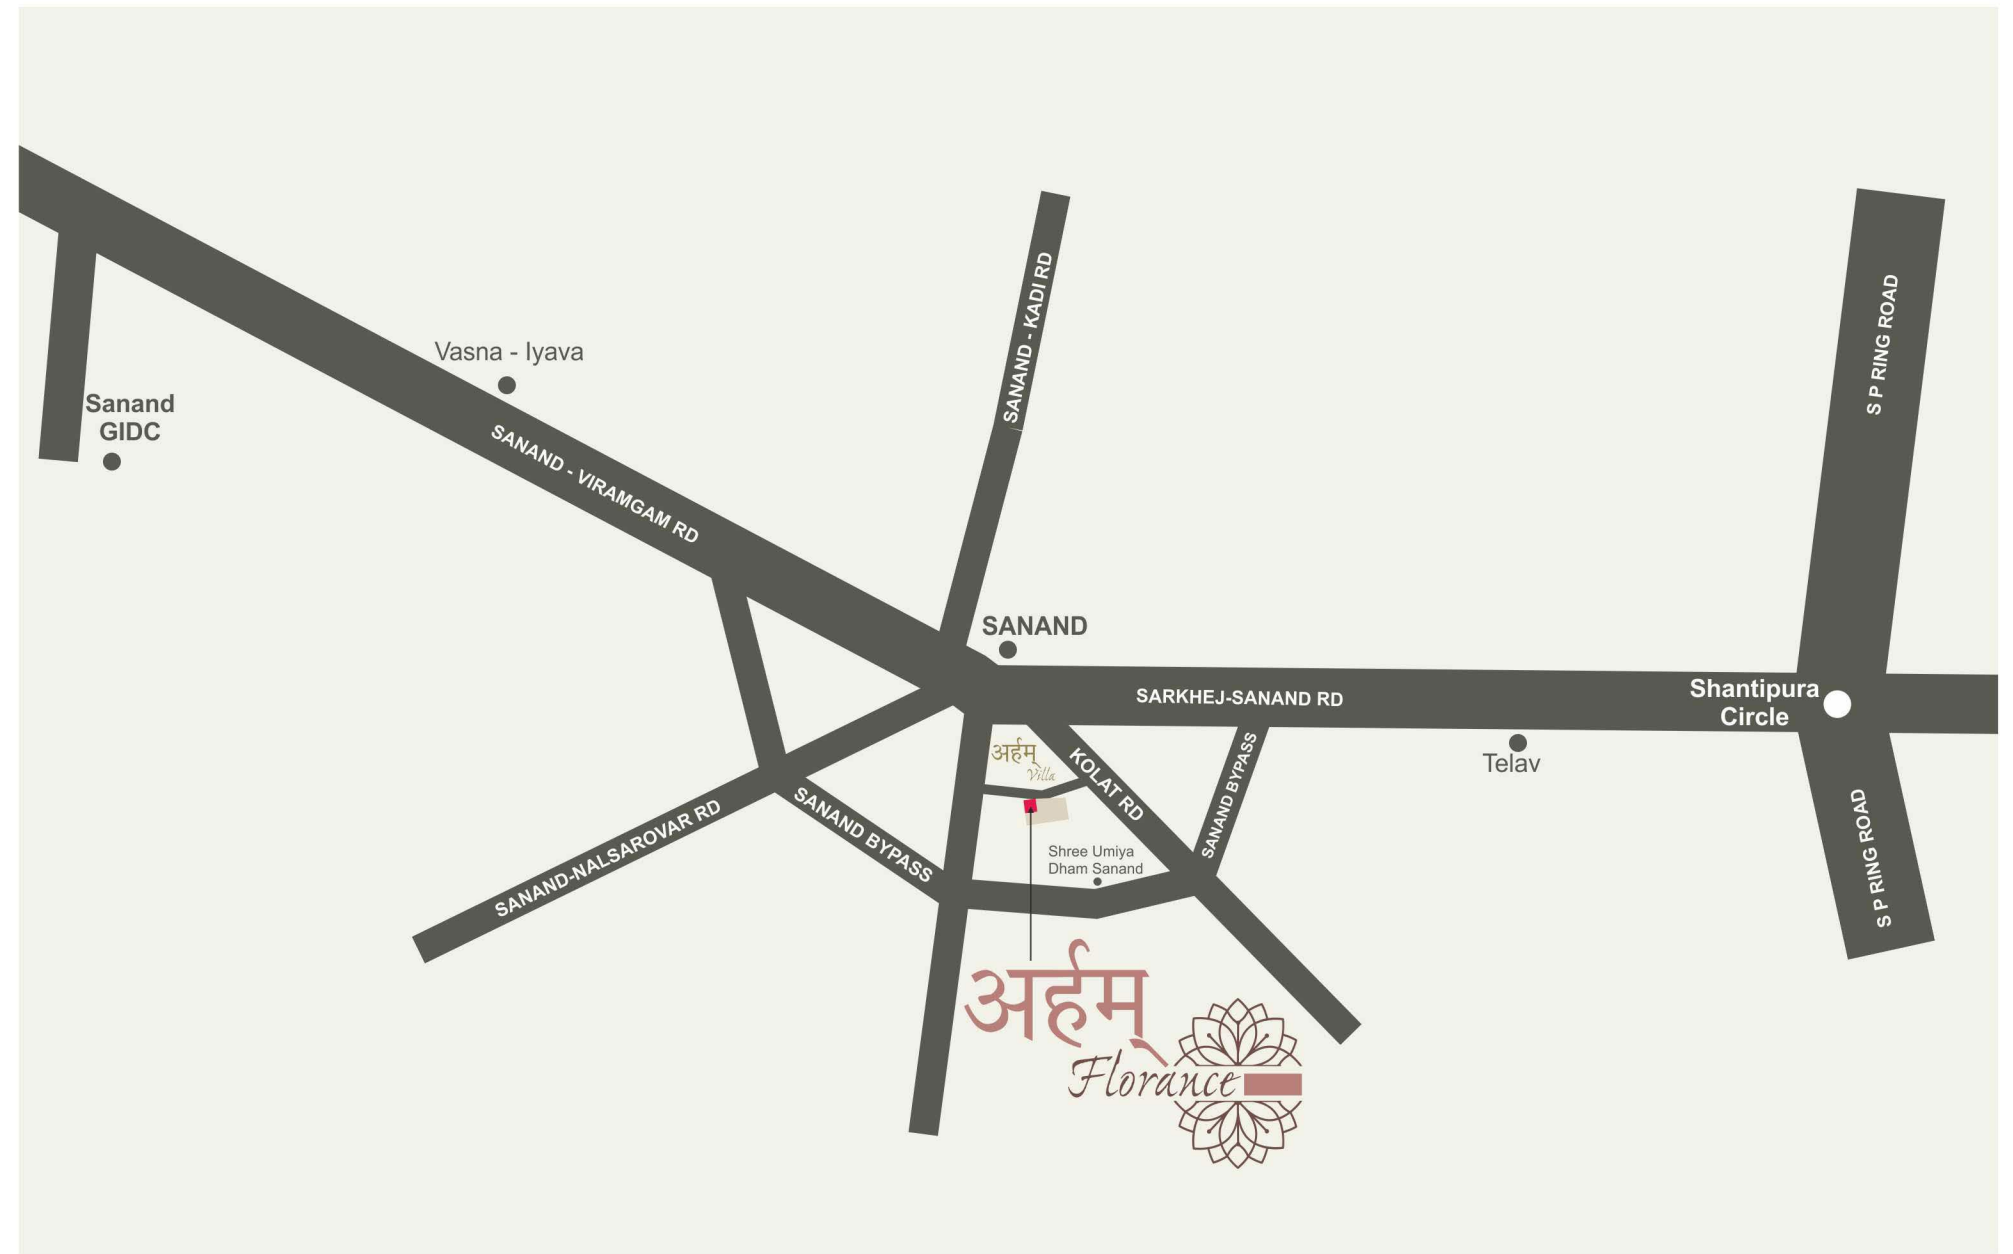 SANAND - KADI RD
S P RING ROAD
Vasna - Iyava
Sanand
GIDC
SANAND - VIRAMGAM RD
SANAND
SARKHEJ-SANAND RD
Shantipura
Circle
Telav
अर्हम्
Villa
KOLAT RD
SANAND BYPASS
SANAND-NALSAROVAR RD
SANAND BYPASS
Shree Umiya
Dham Sanand
S P RING ROAD
अर्हम्
Florance